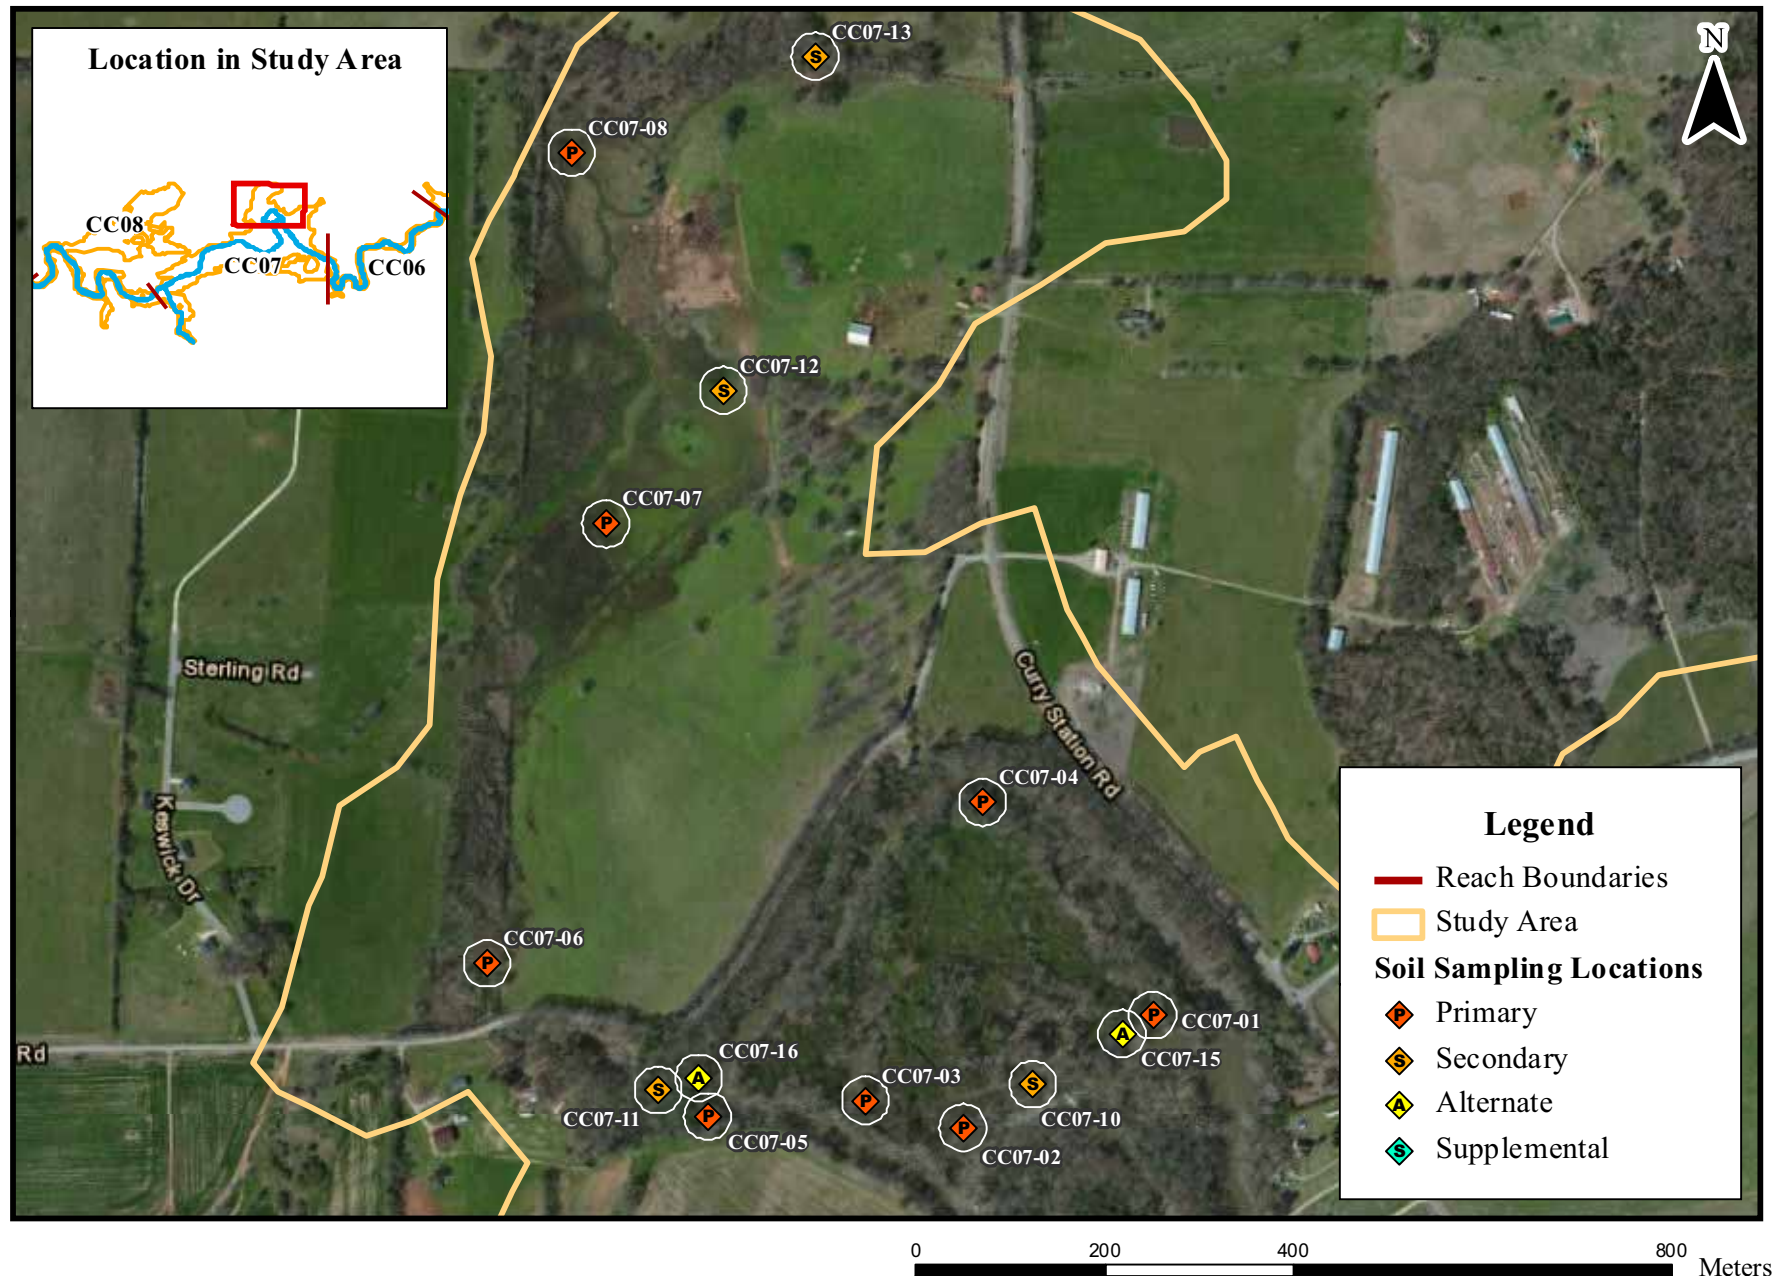 Location in Study Area
CC08
CC07
CC06
N
CC07-13
S
CC07-08
P
CC07-12
S
CC07-07
P
Sterling Rd
Curry Station Rd
CC07-04
P
Keswick Dr
CC07-06
P
Rd
CC07-01
P
A
CC07-15
CC07-16
A
S
CC07-11
P
CC07-05
CC07-03
P
S
CC07-10
P
CC07-02
Legend
Reach Boundaries
Study Area
Soil Sampling Locations
P Primary
S Secondary
A Alternate
S Supplemental
0 200 400 800
Meters